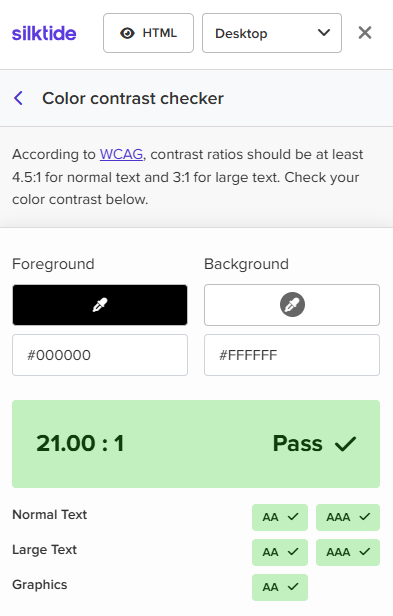 silktide
HTML
Desktop
Color contrast checker
According to WCAG, contrast ratios should be at least
4.5:1 for normal text and 3:1 for large text. Check your
color contrast below.
Foreground
Background
#000000
#FFFFFF
21.00 : 1
Pass
Normal Text
AA
AAA
Large Text
AA
AAA
Graphics
AA